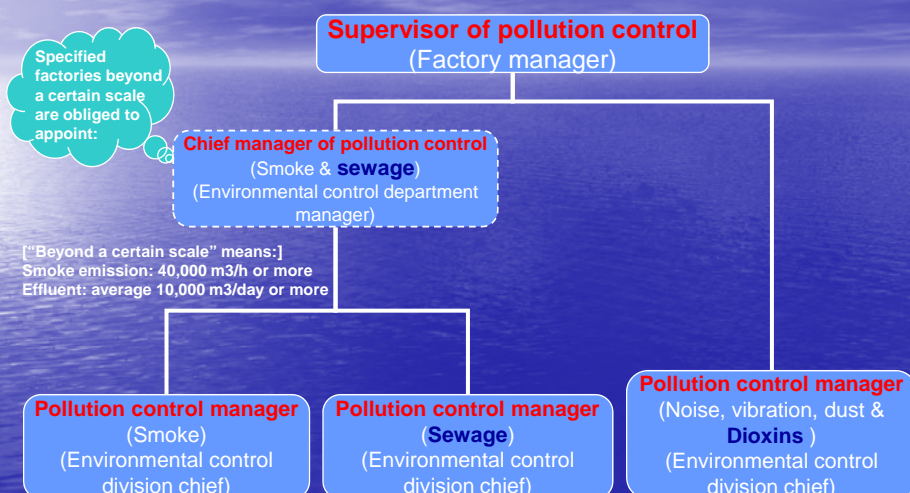 Supervisor of pollution control
(Factory manager)
Specified
factories beyond
a certain scale
are obliged to
appoint:
Chief manager of pollution control
(Smoke & sewage)
(Environmental control department
manager)
["Beyond a certain scale" means:]
Smoke emission: 40,000 m3/h or more
Effluent: average 10,000 m3/day or more
Pollution control manager
(Smoke)
(Environmental control
division chief)
Pollution control manager
(Sewage)
(Environmental control
division chief)
Pollution control manager
(Noise, vibration, dust &
Dioxins )
(Environmental control
division chief)